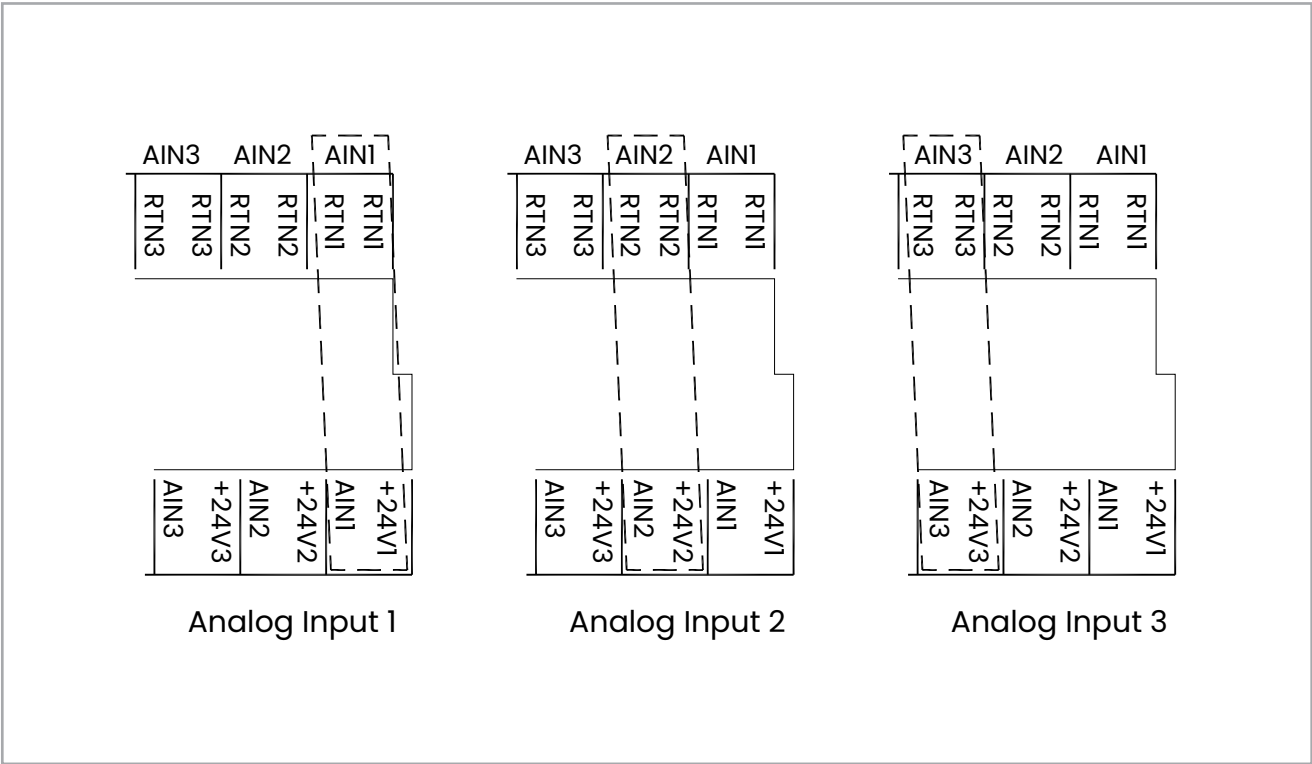 AIN3 AIN2 AIN1
RTN3 RTN3 RTN2 RTN2 RTN1 RTN1
AIN3 +24V3 AIN2 +24V2 AIN1 +24V1
Analog Input 1
AIN3 AIN2 AIN1
RTN3 RTN3 RTN2 RTN2 RTN1 RTN1
AIN3 +24V3 AIN2 +24V2 AIN1 +24V1
Analog Input 2
AIN3 AIN2 AIN1
RTN3 RTN3 RTN2 RTN2 RTN1 RTN1
AIN3 +24V3 AIN2 +24V2 AIN1 +24V1
Analog Input 3